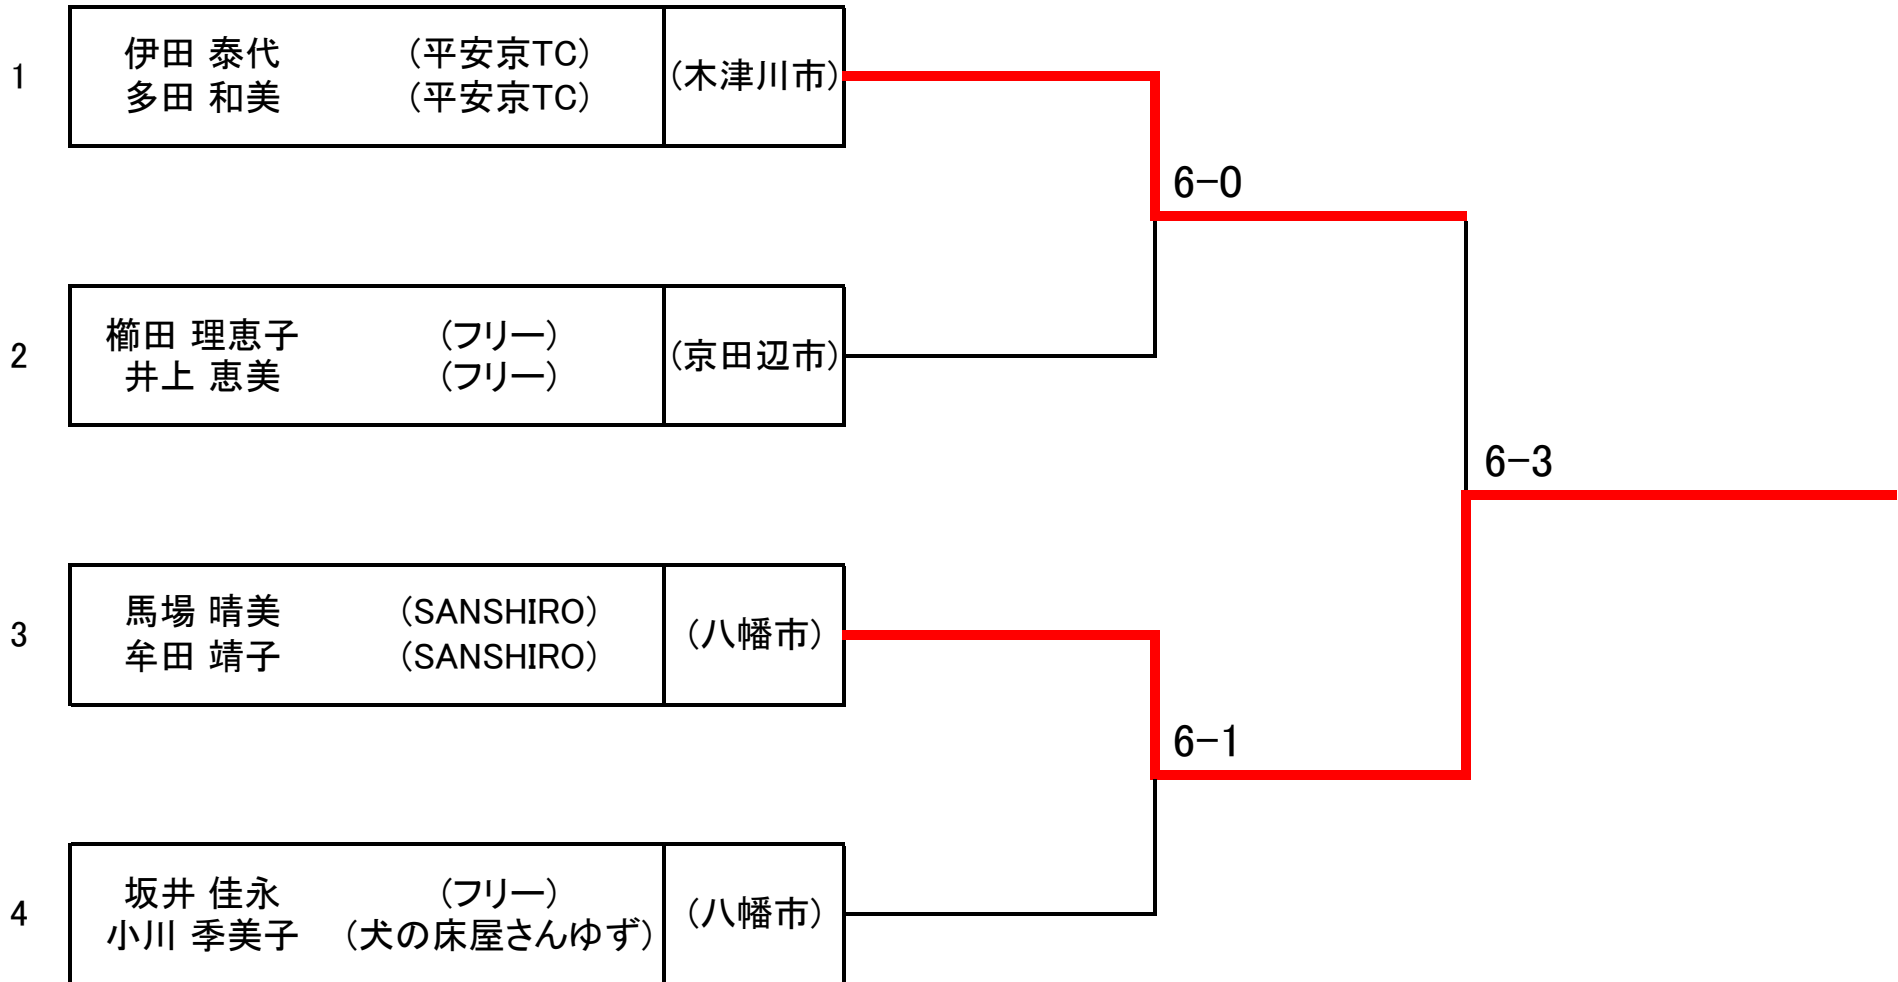 1
伊田 泰代 (平安京TC)
多田 和美 (平安京TC)
(木津川市)
6-0
2
櫛田 理恵子 (フリー)
井上 恵美 (フリー)
(京田辺市)
6-3
3
馬場 晴美 (SANSHIRO)
牟田 靖子 (SANSHIRO)
(八幡市)
6-1
4
坂井 佳永 (フリー)
小川 季美子 (犬の床屋さんゆず)
(八幡市)